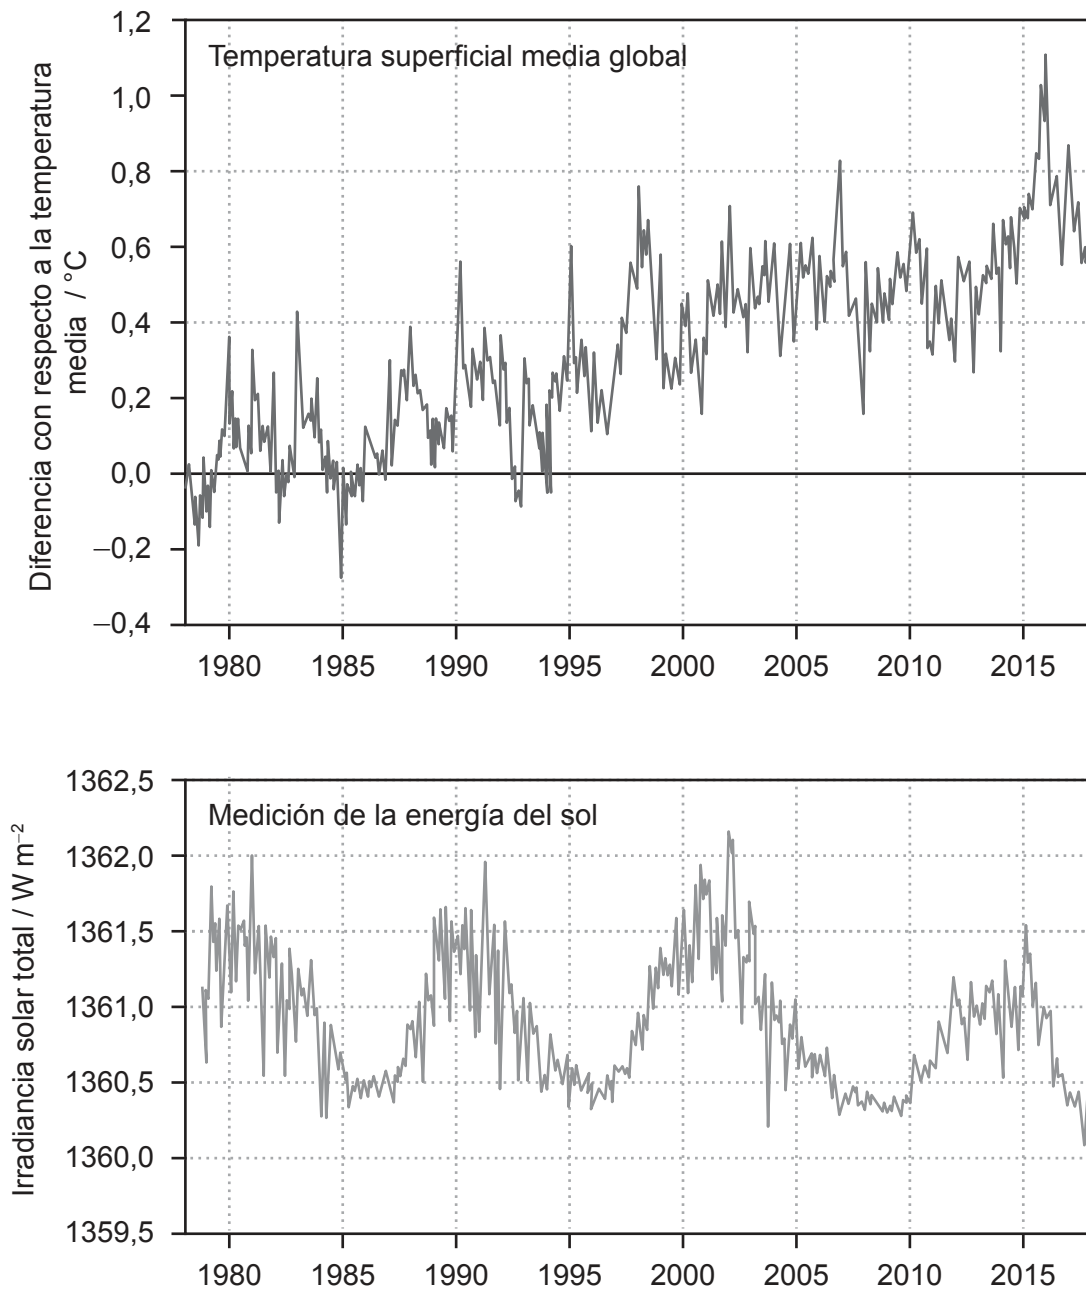 1,2
Temperatura superficial media global
1,0
0,8
0,6
0,4
0,2
0,0
−0,2
−0,4
Diferencia con respecto a la temperatura
media / °C
1980 1985 1990 1995 2000 2005 2010 2015
1362,5
Medición de la energía del sol
1362,0
1361,5
1361,0
1360,5
1360,0
1359,5
Irradiancia solar total / W m⁻²
1980 1985 1990 1995 2000 2005 2010 2015